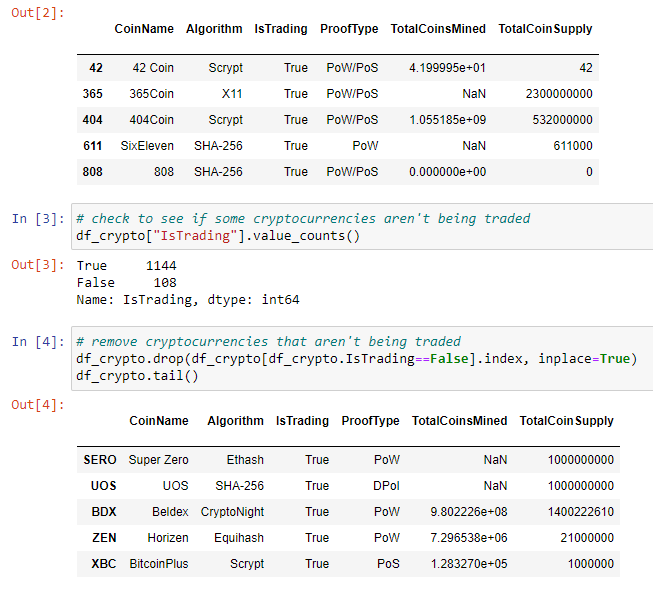 Out[2]:
CoinName Algorithm IsTrading ProofType TotalCoinsMined TotalCoinSupply
42 42 Coin Scrypt True PoW/PoS 4.199995e+01 42
365 365Coin X11 True PoW/PoS NaN 2300000000
404 404Coin Scrypt True PoW/PoS 1.055185e+09 532000000
611 SixEleven SHA-256 True PoW NaN 611000
808 808 SHA-256 True PoW/PoS 0.000000e+00 0
In [3]: # check to see if some cryptocurrencies aren't being traded
df_crypto["IsTrading"].value_counts()
Out[3]: True 1144
False 108
Name: IsTrading, dtype: int64
In [4]: # remove cryptocurrencies that aren't being traded
df_crypto.drop(df_crypto[df_crypto.IsTrading==False].index, inplace=True)
df_crypto.tail()
Out[4]:
CoinName Algorithm IsTrading ProofType TotalCoinsMined TotalCoinSupply
SERO Super Zero Ethash True PoW NaN 1000000000
UOS UOS SHA-256 True DPoI NaN 1000000000
BDX Beldex CryptoNight True PoW 9.802226e+08 1400222610
ZEN Horizen Equihash True PoW 7.296538e+06 21000000
XBC BitcoinPlus Scrypt True PoS 1.283270e+05 1000000